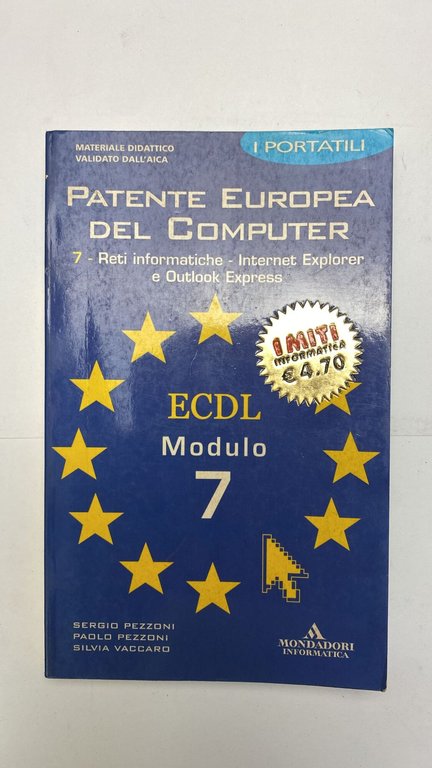 MATERIALE DIDATTICO
VALIDATO DALL'AICA
I PORTATILI
PATENTE EUROPEA
DEL COMPUTER
7 - Reti informatiche - Internet Explorer
e Outlook Express
I MITI
INFORMATICA
€ 4.70
ECDL
Modulo
7
SERGIO PEZZONI
PAOLO PEZZONI
SILVIA VACCARO
MONDADORI
INFORMATICA